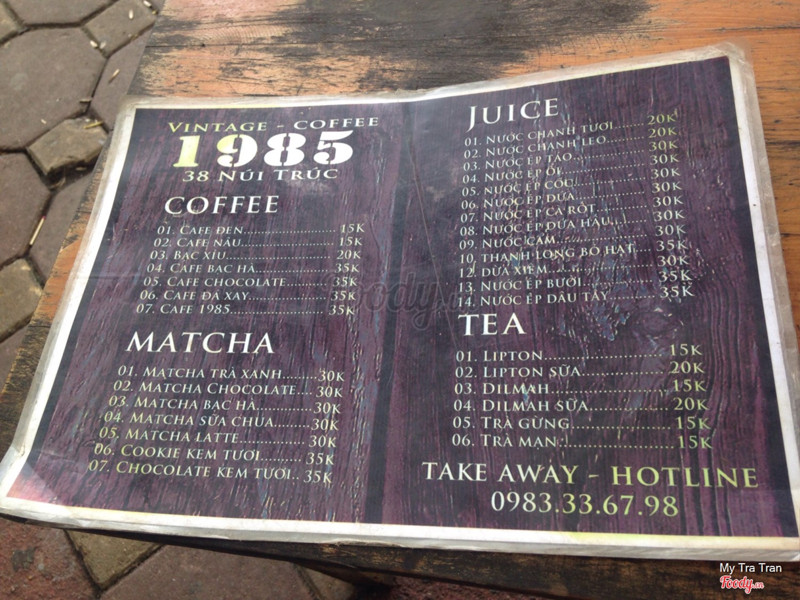 VINTAGE - COFFEE
1985
38 NÚI TRÚC
COFFEE
01. CAFE ĐEN 15K
02. CAFE NÂU 15K
03. BẠC XỈU 20K
04. CAFE BẠC HÀ 35K
05. CAFE CHOCOLATE 35K
06. CAFE ĐÁ XAY 35K
07. CAFE 1985 35K
MATCHA
01. MATCHA TRÀ XANH 30K
02. MATCHA CHOCOLATE 30K
03. MATCHA BẠC HÀ 30K
04. MATCHA SỮA CHUA 30K
05. MATCHA LATTE 30K
06. COOKIE KEM TƯƠI 35K
07. CHOCOLATE KEM TƯƠI 35K
JUICE
01. NƯỚC CHANH TƯƠI 20K
02. NƯỚC CHANH LEO 20K
03. NƯỚC ÉP TÁO 30K
04. NƯỚC ÉP ỔI 30K
05. NƯỚC ÉP CÓC 30K
06. NƯỚC ÉP DỨA 30K
07. NƯỚC ÉP CÀ RỐT 30K
08. NƯỚC ÉP DƯA HẤU 30K
09. NƯỚC CAM 30K
10. THANH LONG BỎ HẠT 35K
12. DỪA XIÊM 30K
13. NƯỚC ÉP BƯỞI 35K
14. NƯỚC ÉP DÂU TÂY 35K
TEA
01. LIPTON 15K
02. LIPTON SỮA 20K
03. DILMAH 15K
04. DILMAH SỮA 20K
05. TRÀ GỪNG 15K
06. TRÀ MẠN 15K
TAKE AWAY - HOTLINE
0983.33.67.98
Foody.vn
My Tra Tran
Foody.vn